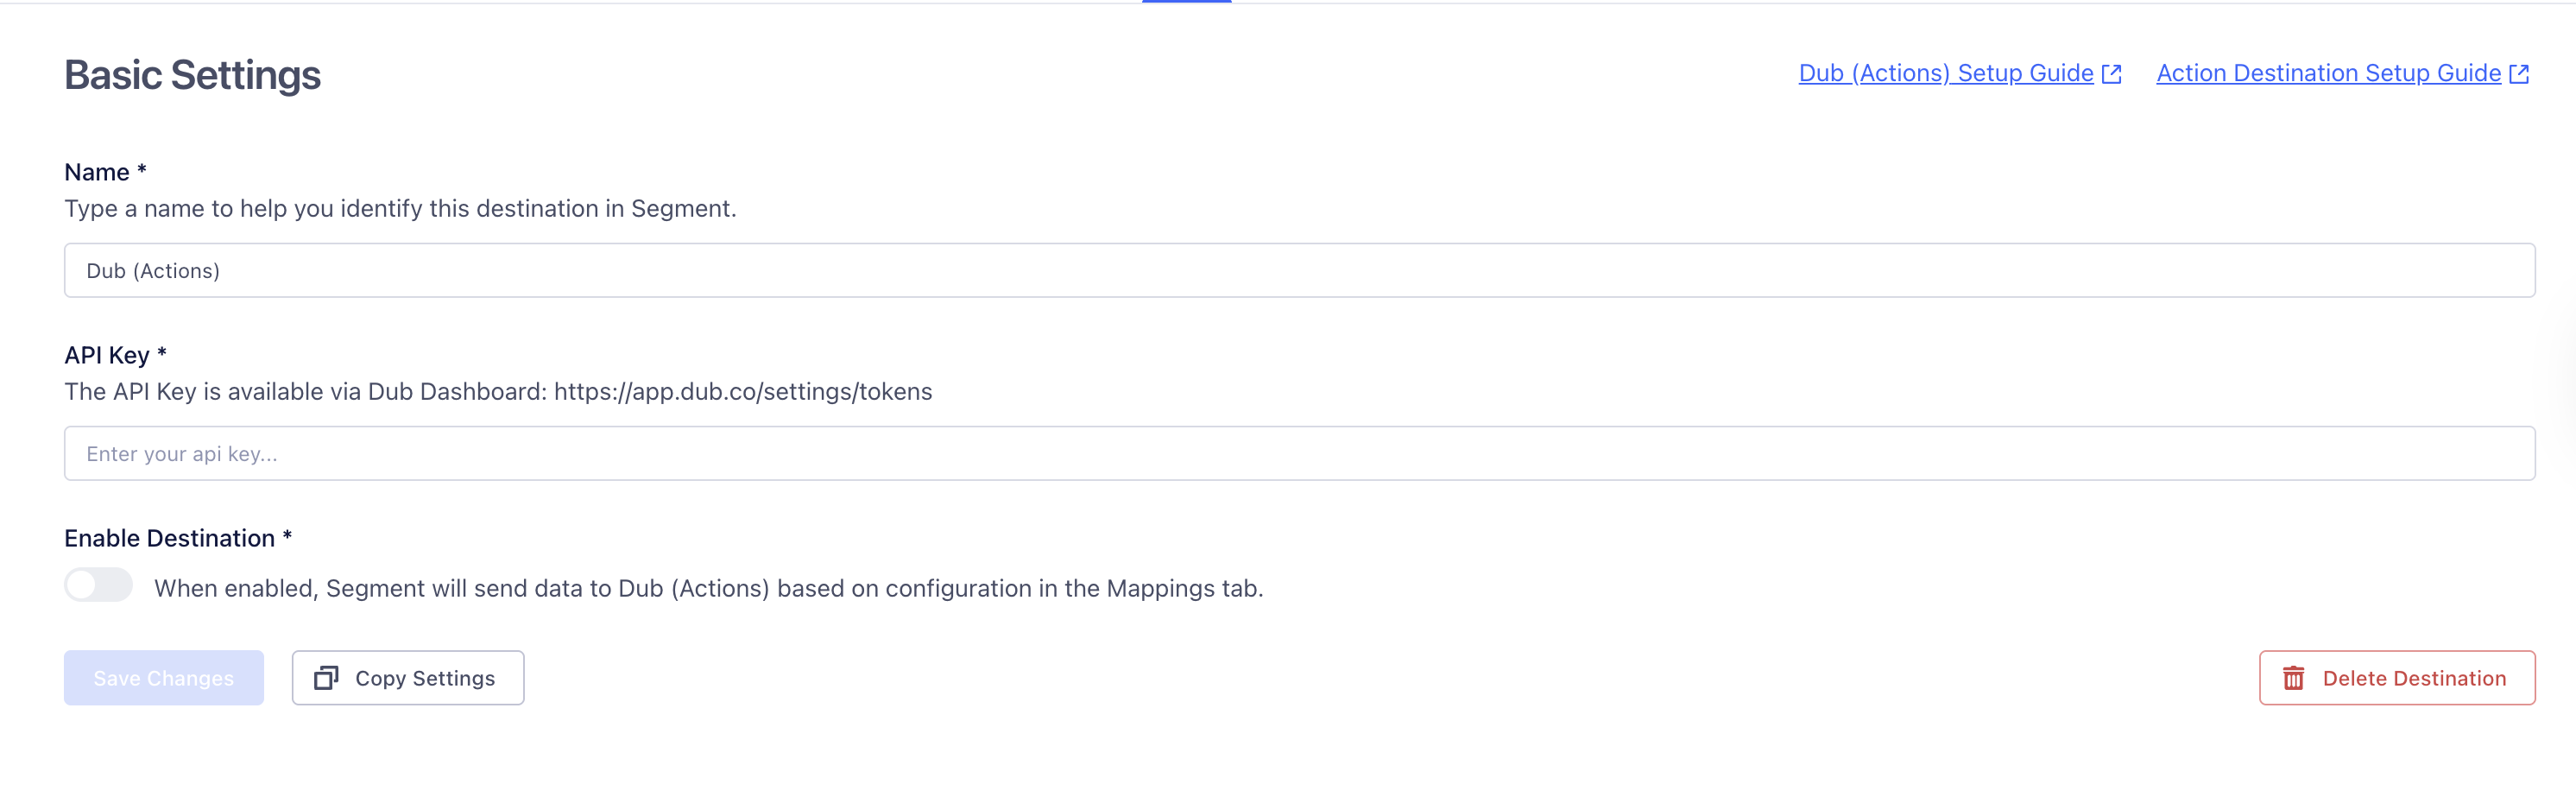 Basic Settings
Dub (Actions) Setup Guide
Action Destination Setup Guide
Name *
Type a name to help you identify this destination in Segment.
Dub (Actions)
API Key *
The API Key is available via Dub Dashboard: https://app.dub.co/settings/tokens
Enter your api key...
Enable Destination *
When enabled, Segment will send data to Dub (Actions) based on configuration in the Mappings tab.
Save Changes
Copy Settings
Delete Destination